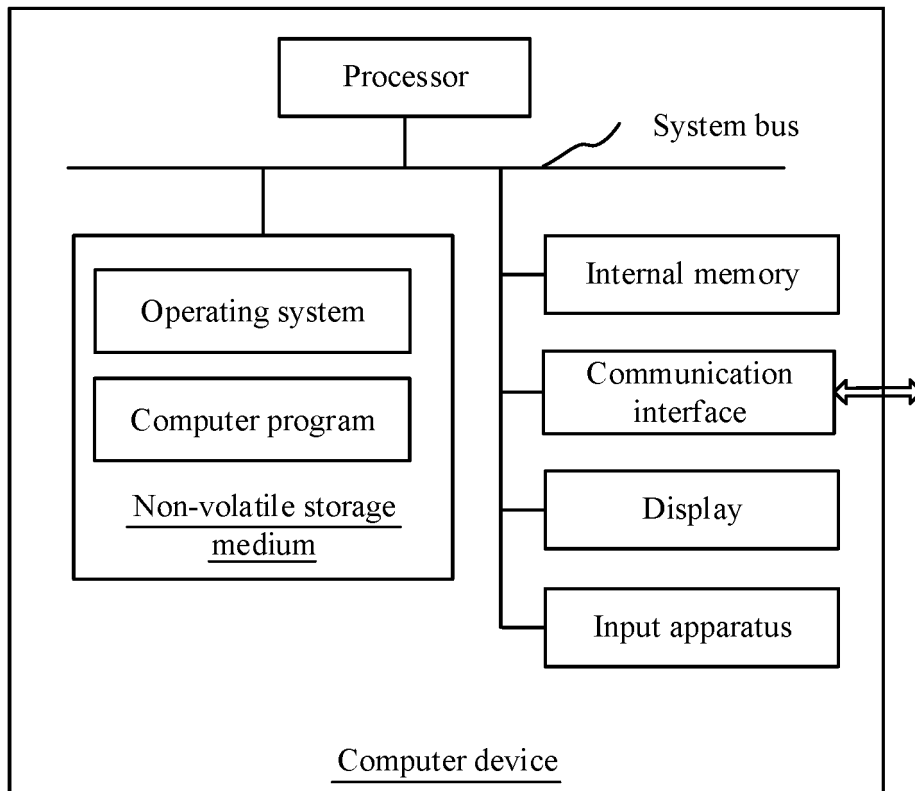 Processor
System bus
Operating system
Computer program
Non-volatile storage
medium
Internal memory
Communication
interface
Display
Input apparatus
Computer device